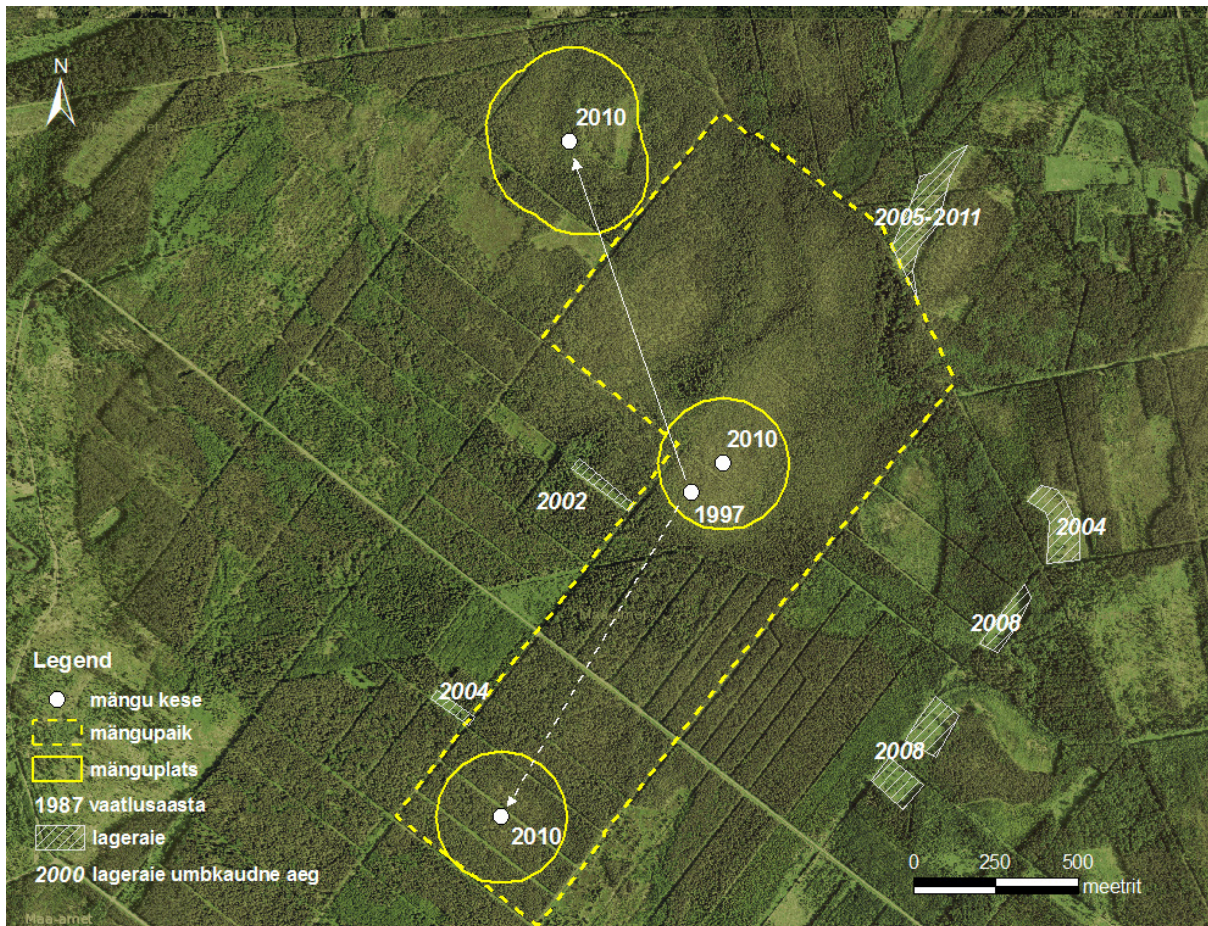 N
2010
2005-2011
2010
2002
1997
2004
2008
2004
2008
2010
Legend
mängu kese
mängupaik
mänguplats
1987 vaatlusaasta
lageraie
2000 lageraie umbkaudne aeg
0 250 500
meetrit
Maa-amet